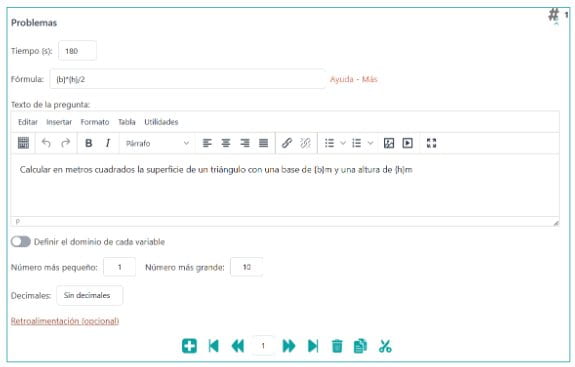 Problemas
# 1
Tiempo (s): 180
Fórmula: {b}*{h}/2 Ayuda - Más
Texto de la pregunta:
Editar Insertar Formato Tabla Utilidades
B I Párrafo
Calcular en metros cuadrados la superficie de un triángulo con una base de {b}m y una altura de {h}m
P
Definir el dominio de cada variable
Número más pequeño: 1 Número más grande: 10
Decimales: Sin decimales
Retroalimentación (opcional)
1